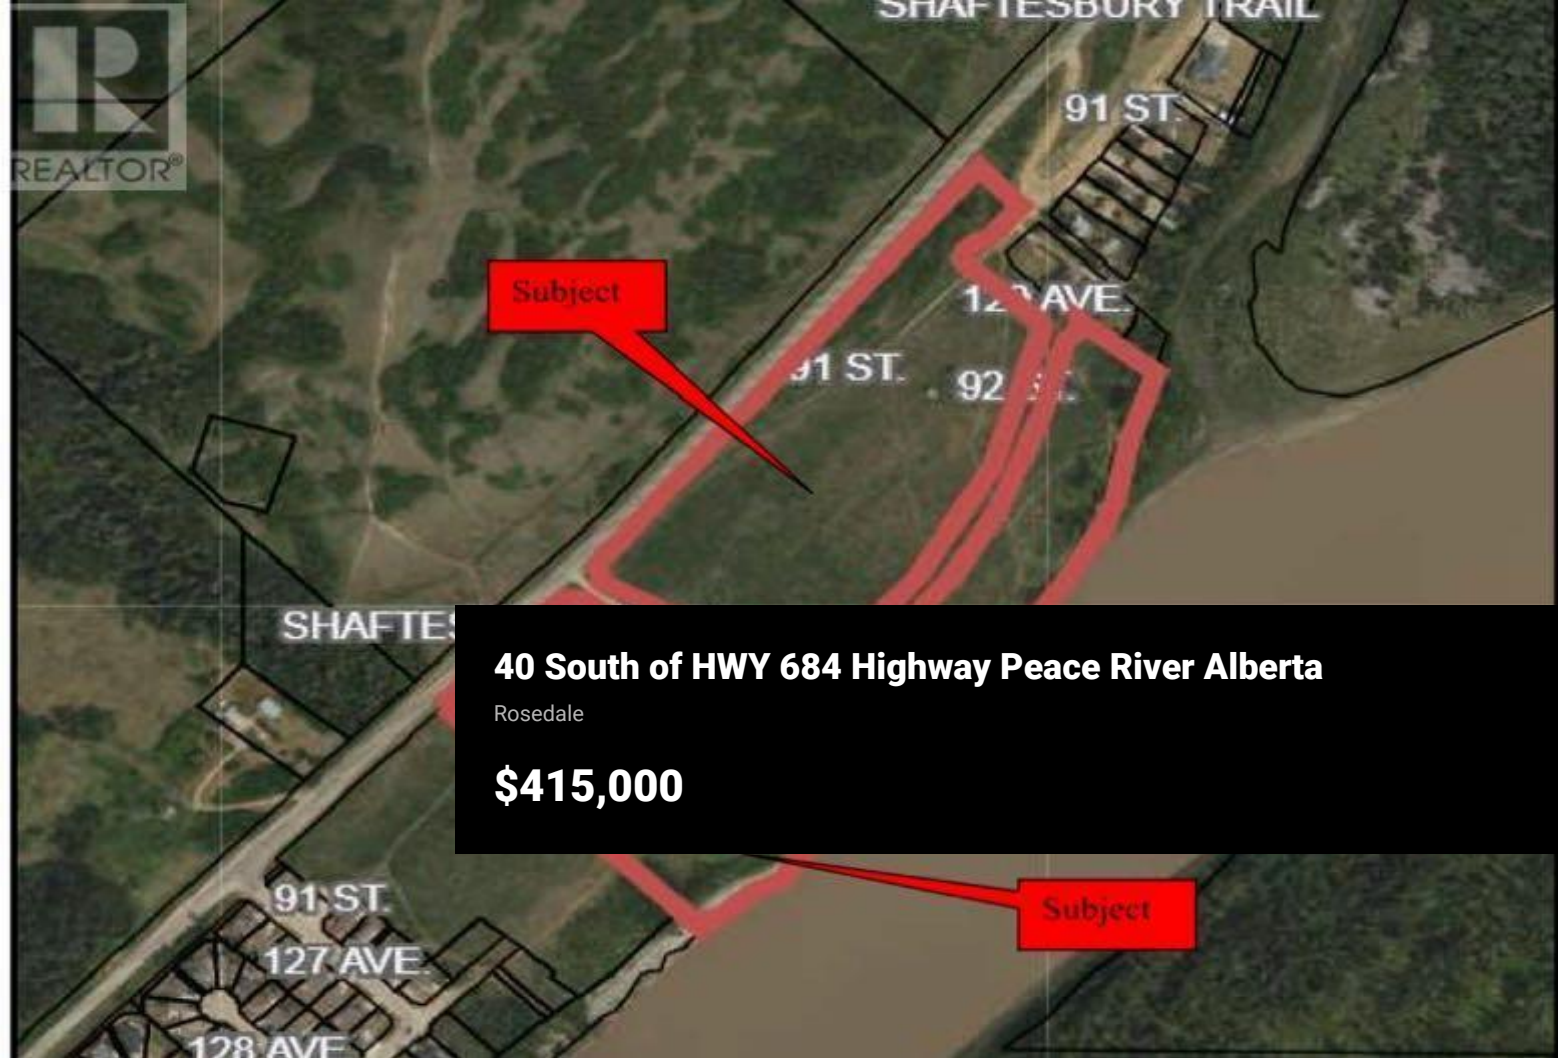 SHAFTESBURY TRAIL
REALTOR®
91 ST.
Subject
AVE.
91 ST.
92
SHAFTES
40 South of HWY 684 Highway Peace River Alberta
Rosedale
$415,000
91 ST.
Subject
127 AVE.
128 AVE